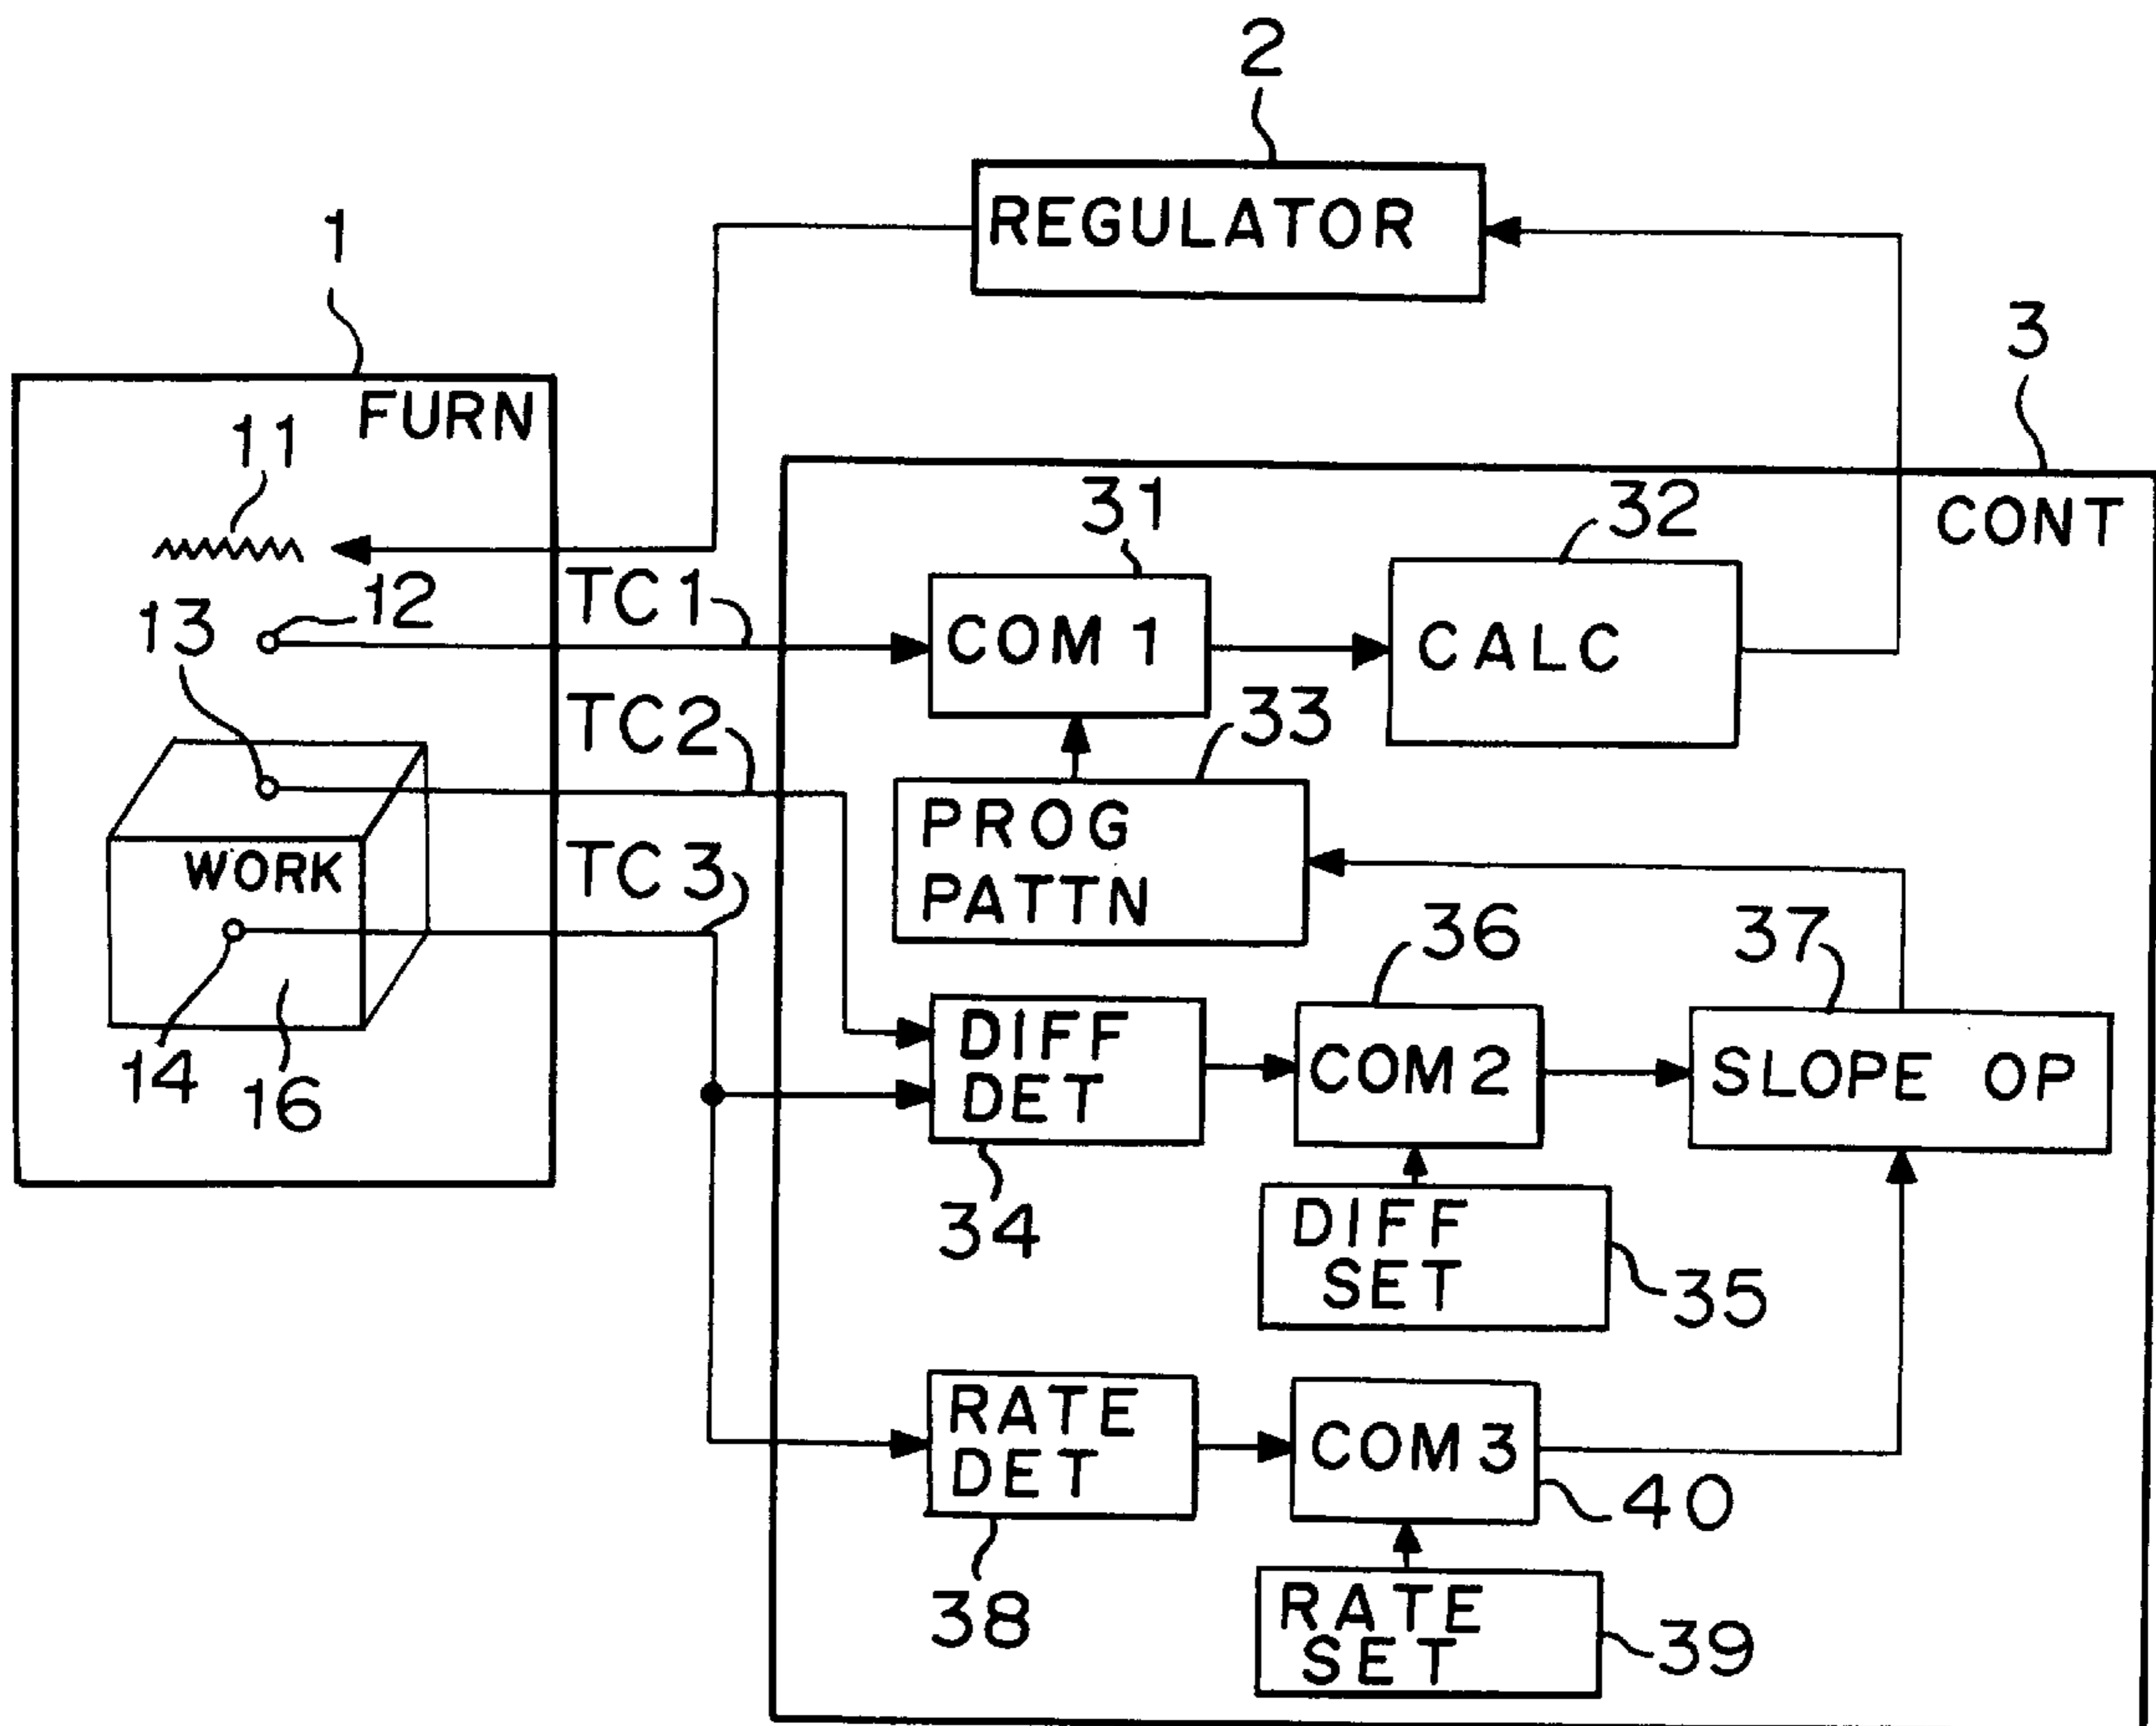 2
REGULATOR
1
3
FURN
11
31
32
CONT
12
TC1
13
COM 1
CALC
TC2
33
PROG
PATTN
WORK
TC3
36
37
14
16
DIFF
DET
COM2
SLOPE OP
34
DIFF
SET
35
RATE
DET
COM3
40
38
RATE
SET
39